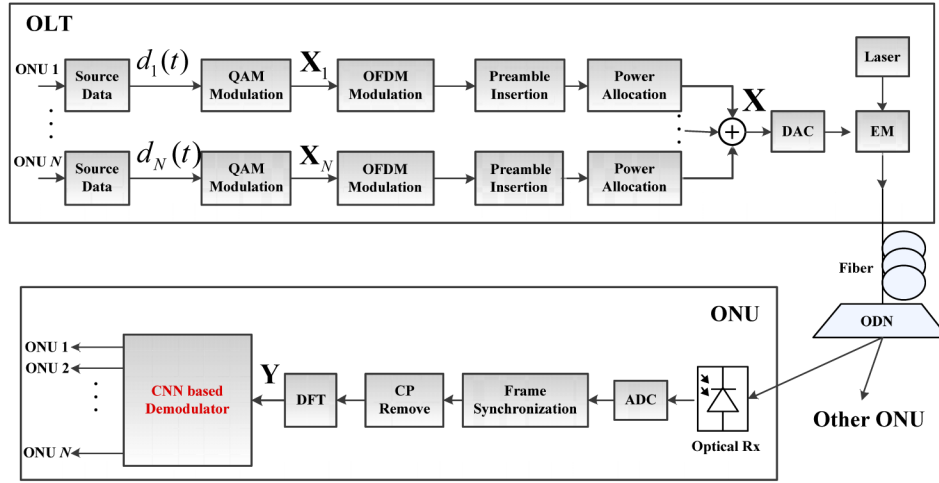 OLT
ONU 1
Source
Data
d₁(t)
QAM
Modulation
X₁
OFDM
Modulation
Preamble
Insertion
Power
Allocation
X
DAC
Laser
EM
ONU N
Source
Data
d_N(t)
QAM
Modulation
X_N
OFDM
Modulation
Preamble
Insertion
Power
Allocation
Fiber
ODN
Other ONU
ONU
ONU 1
ONU 2
ONU N
CNN based
Demodulator
Y
DFT
CP
Remove
Frame
Synchronization
ADC
Optical Rx